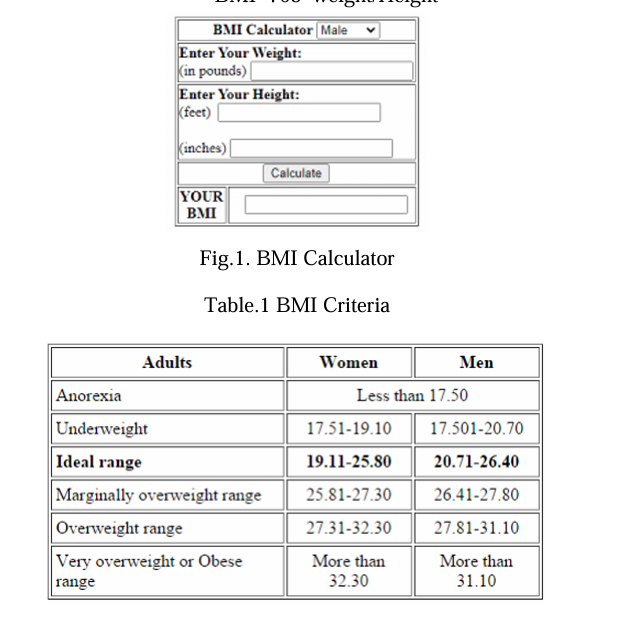 BMI Calculator Male
Enter Your Weight:
(in pounds)
Enter Your Height:
(feet)
(inches)
Calculate
YOUR
BMI
Fig.1. BMI Calculator
Table.1 BMI Criteria
Adults Women Men
Anorexia Less than 17.50
Underweight 17.51-19.10 17.501-20.70
Ideal range 19.11-25.80 20.71-26.40
Marginally overweight range 25.81-27.30 26.41-27.80
Overweight range 27.31-32.30 27.81-31.10
Very overweight or Obese range More than 32.30 More than 31.10